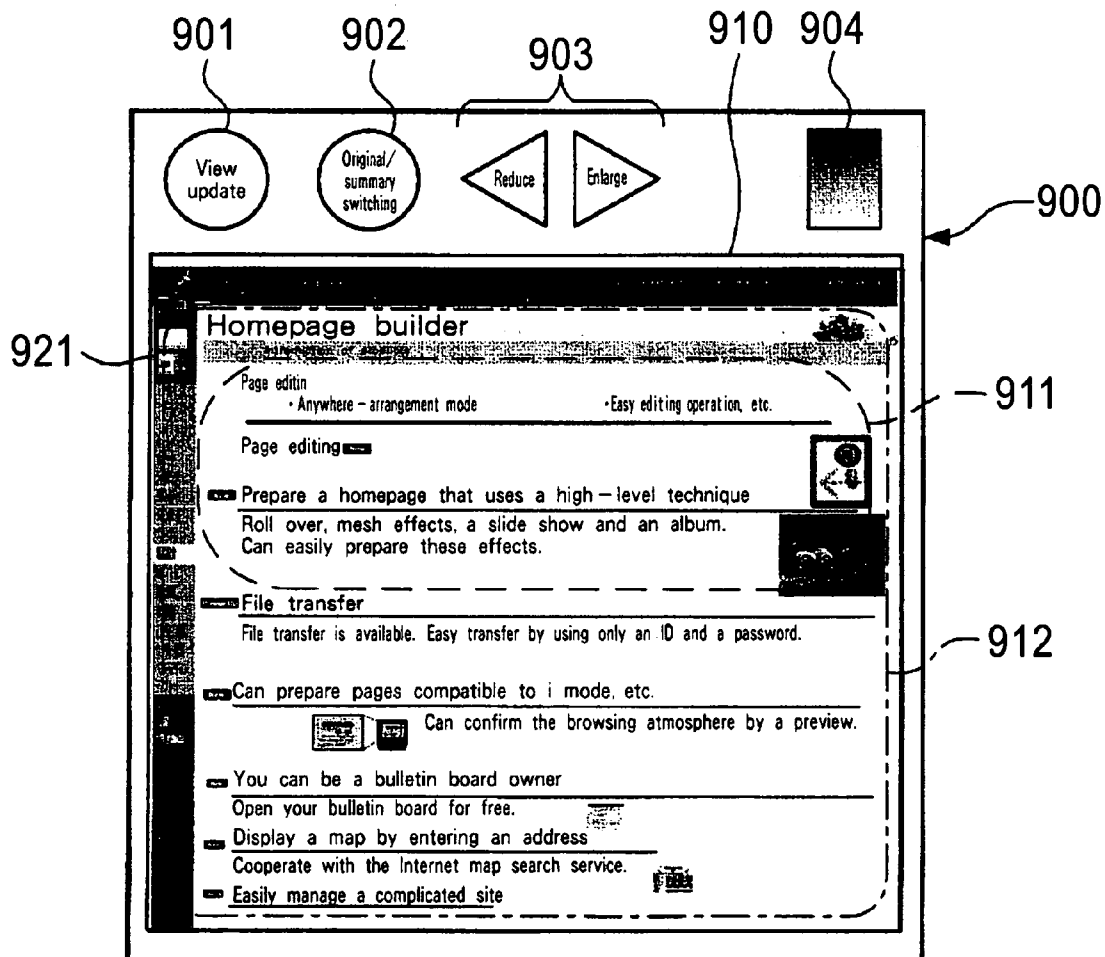 901 902 903 910 904
View update
Original/ summary switching
Reduce
Enlarge
900
Homepage builder
921
Page editin
・Anywhere – arrangement mode ・Easy editing operation, etc.
911
Page editing
Prepare a homepage that uses a high – level technique
Roll over, mesh effects, a slide show and an album.
Can easily prepare these effects.
File transfer
File transfer is available. Easy transfer by using only an ID and a password.
912
Can prepare pages compatible to i mode, etc.
Can confirm the browsing atmosphere by a preview.
You can be a bulletin board owner
Open your bulletin board for free.
Display a map by entering an address
Cooperate with the Internet map search service.
Easily manage a complicated site